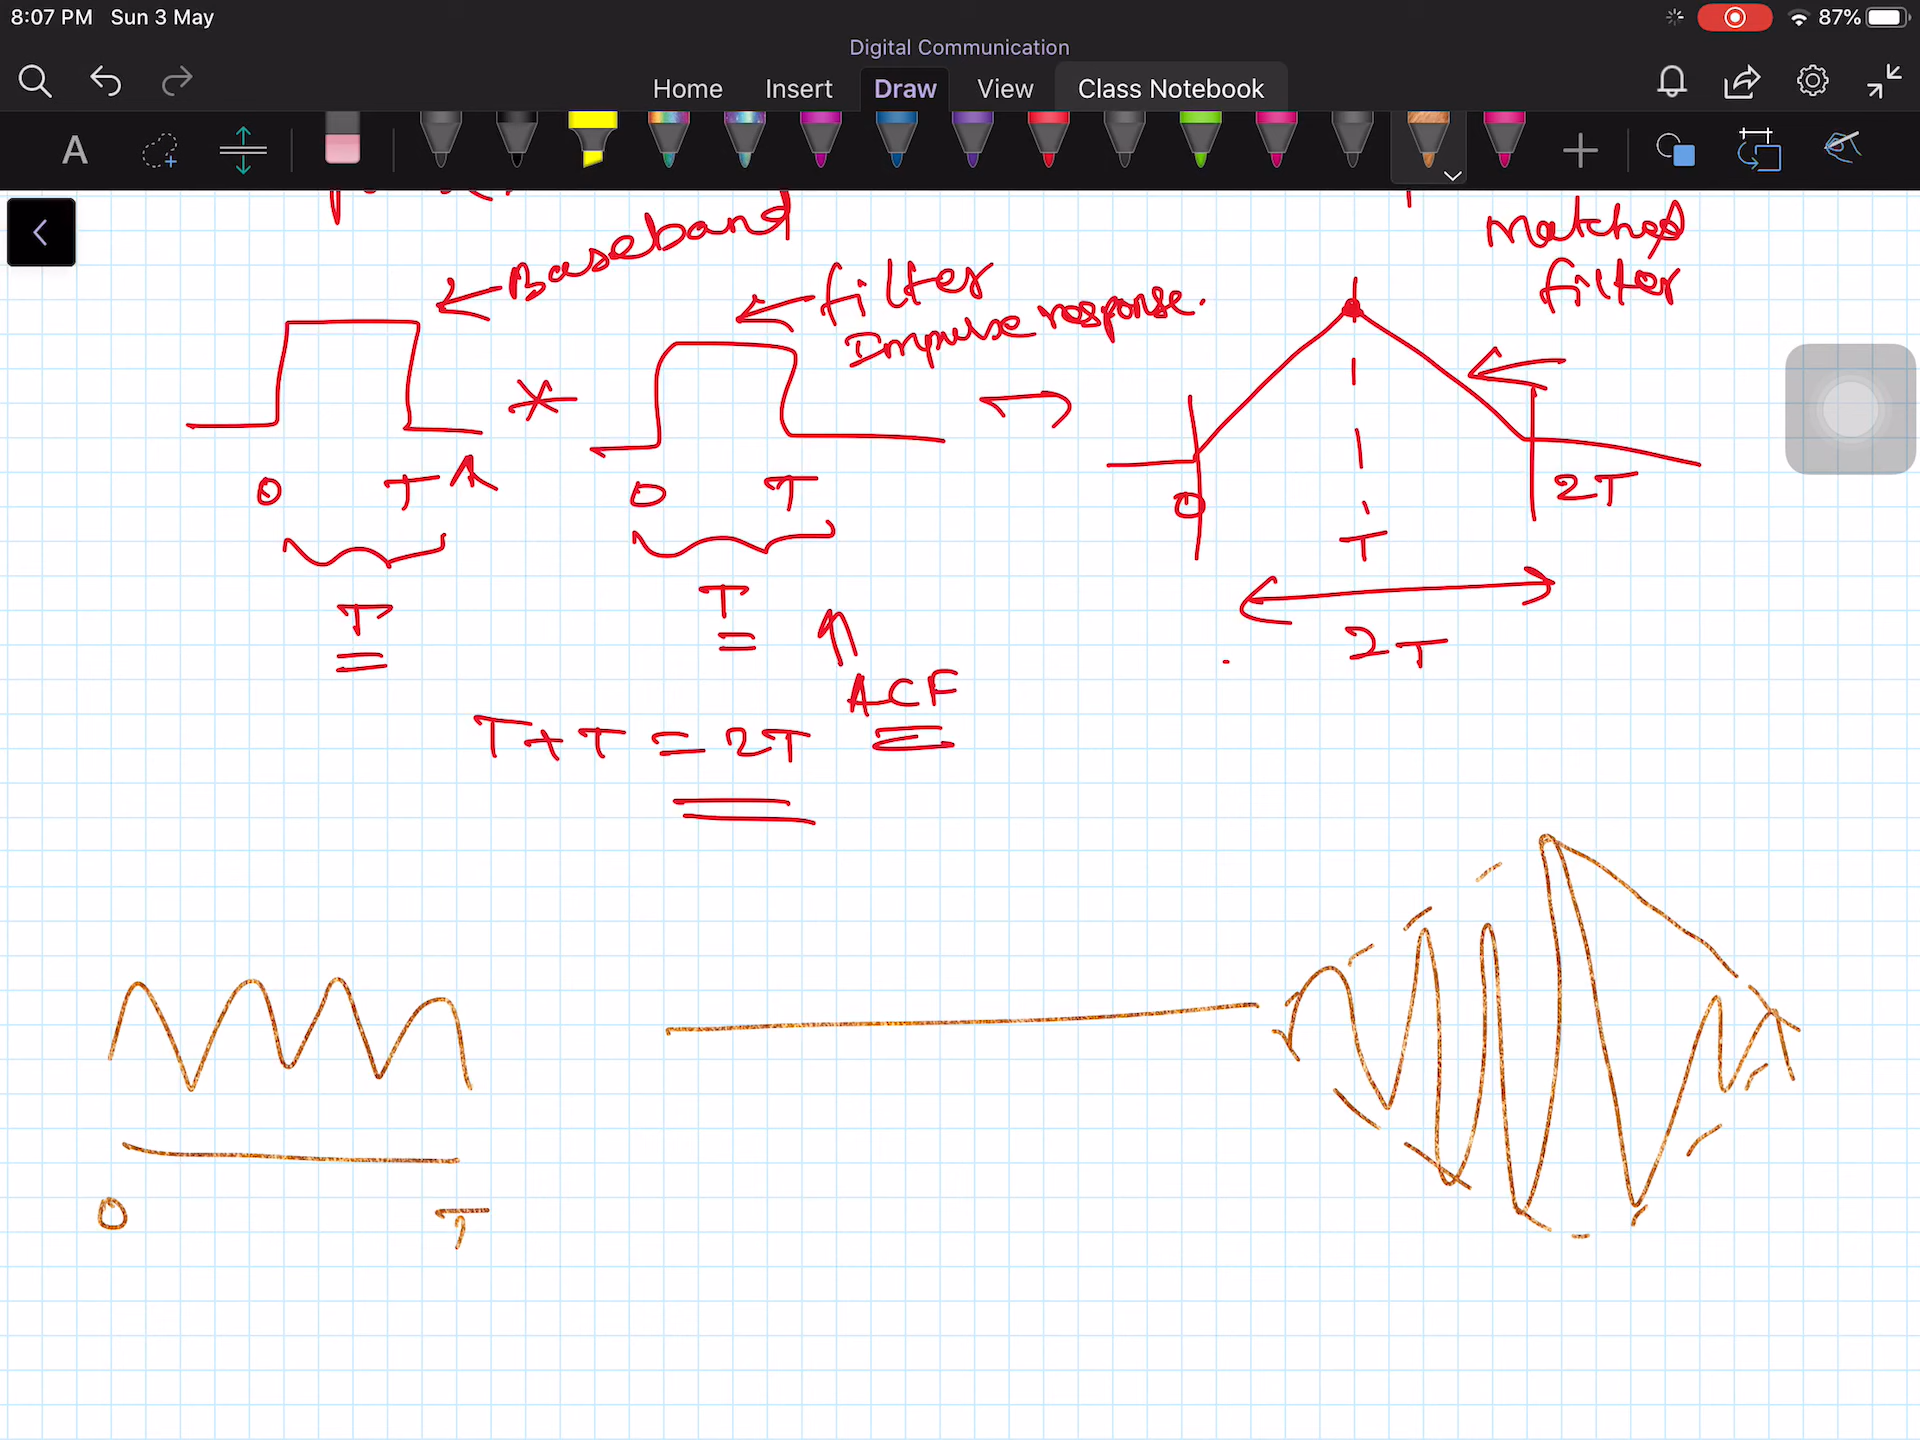 8:07 PM Sun 3 May
87%
Digital Communication
Home Insert Draw View Class Notebook
A
Baseband
filter
Impulse response.
Matched
filter
*
0 T
0 T
0 T 2T
T
T
2T
ACF
T + T = 2T
0 T